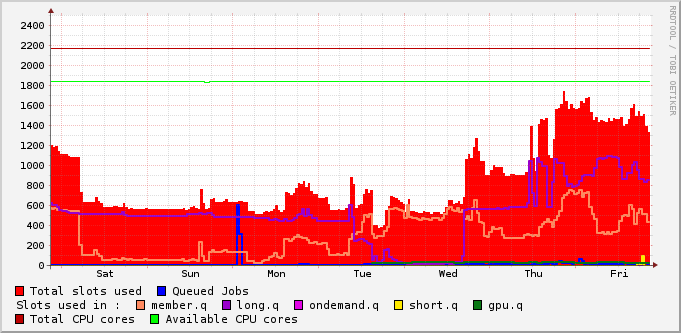 2400
2200
2000
1800
1600
1400
1200
1000
800
600
400
200
0
Sat Sun Mon Tue Wed Thu Fri
Total slots used Queued Jobs
Slots used in : member.q long.q ondemand.q short.q gpu.q
Total CPU cores Available CPU cores
RRDTOOL / TOBI OETIKER